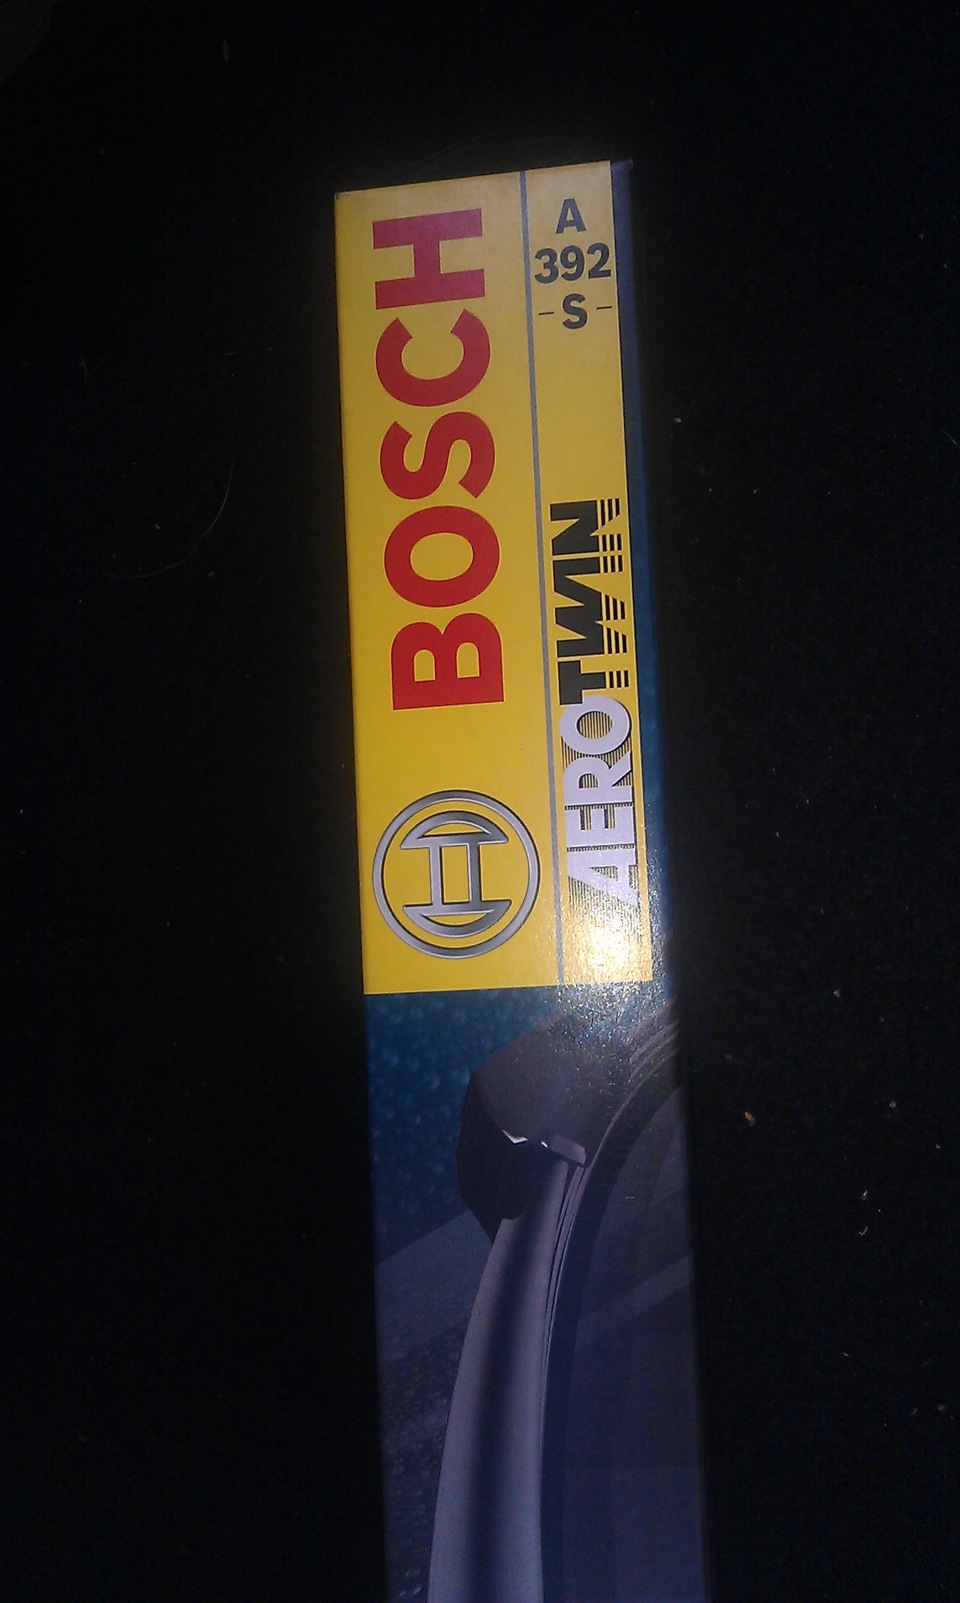 BOSCH
A
392
-S-
AEROTWIN